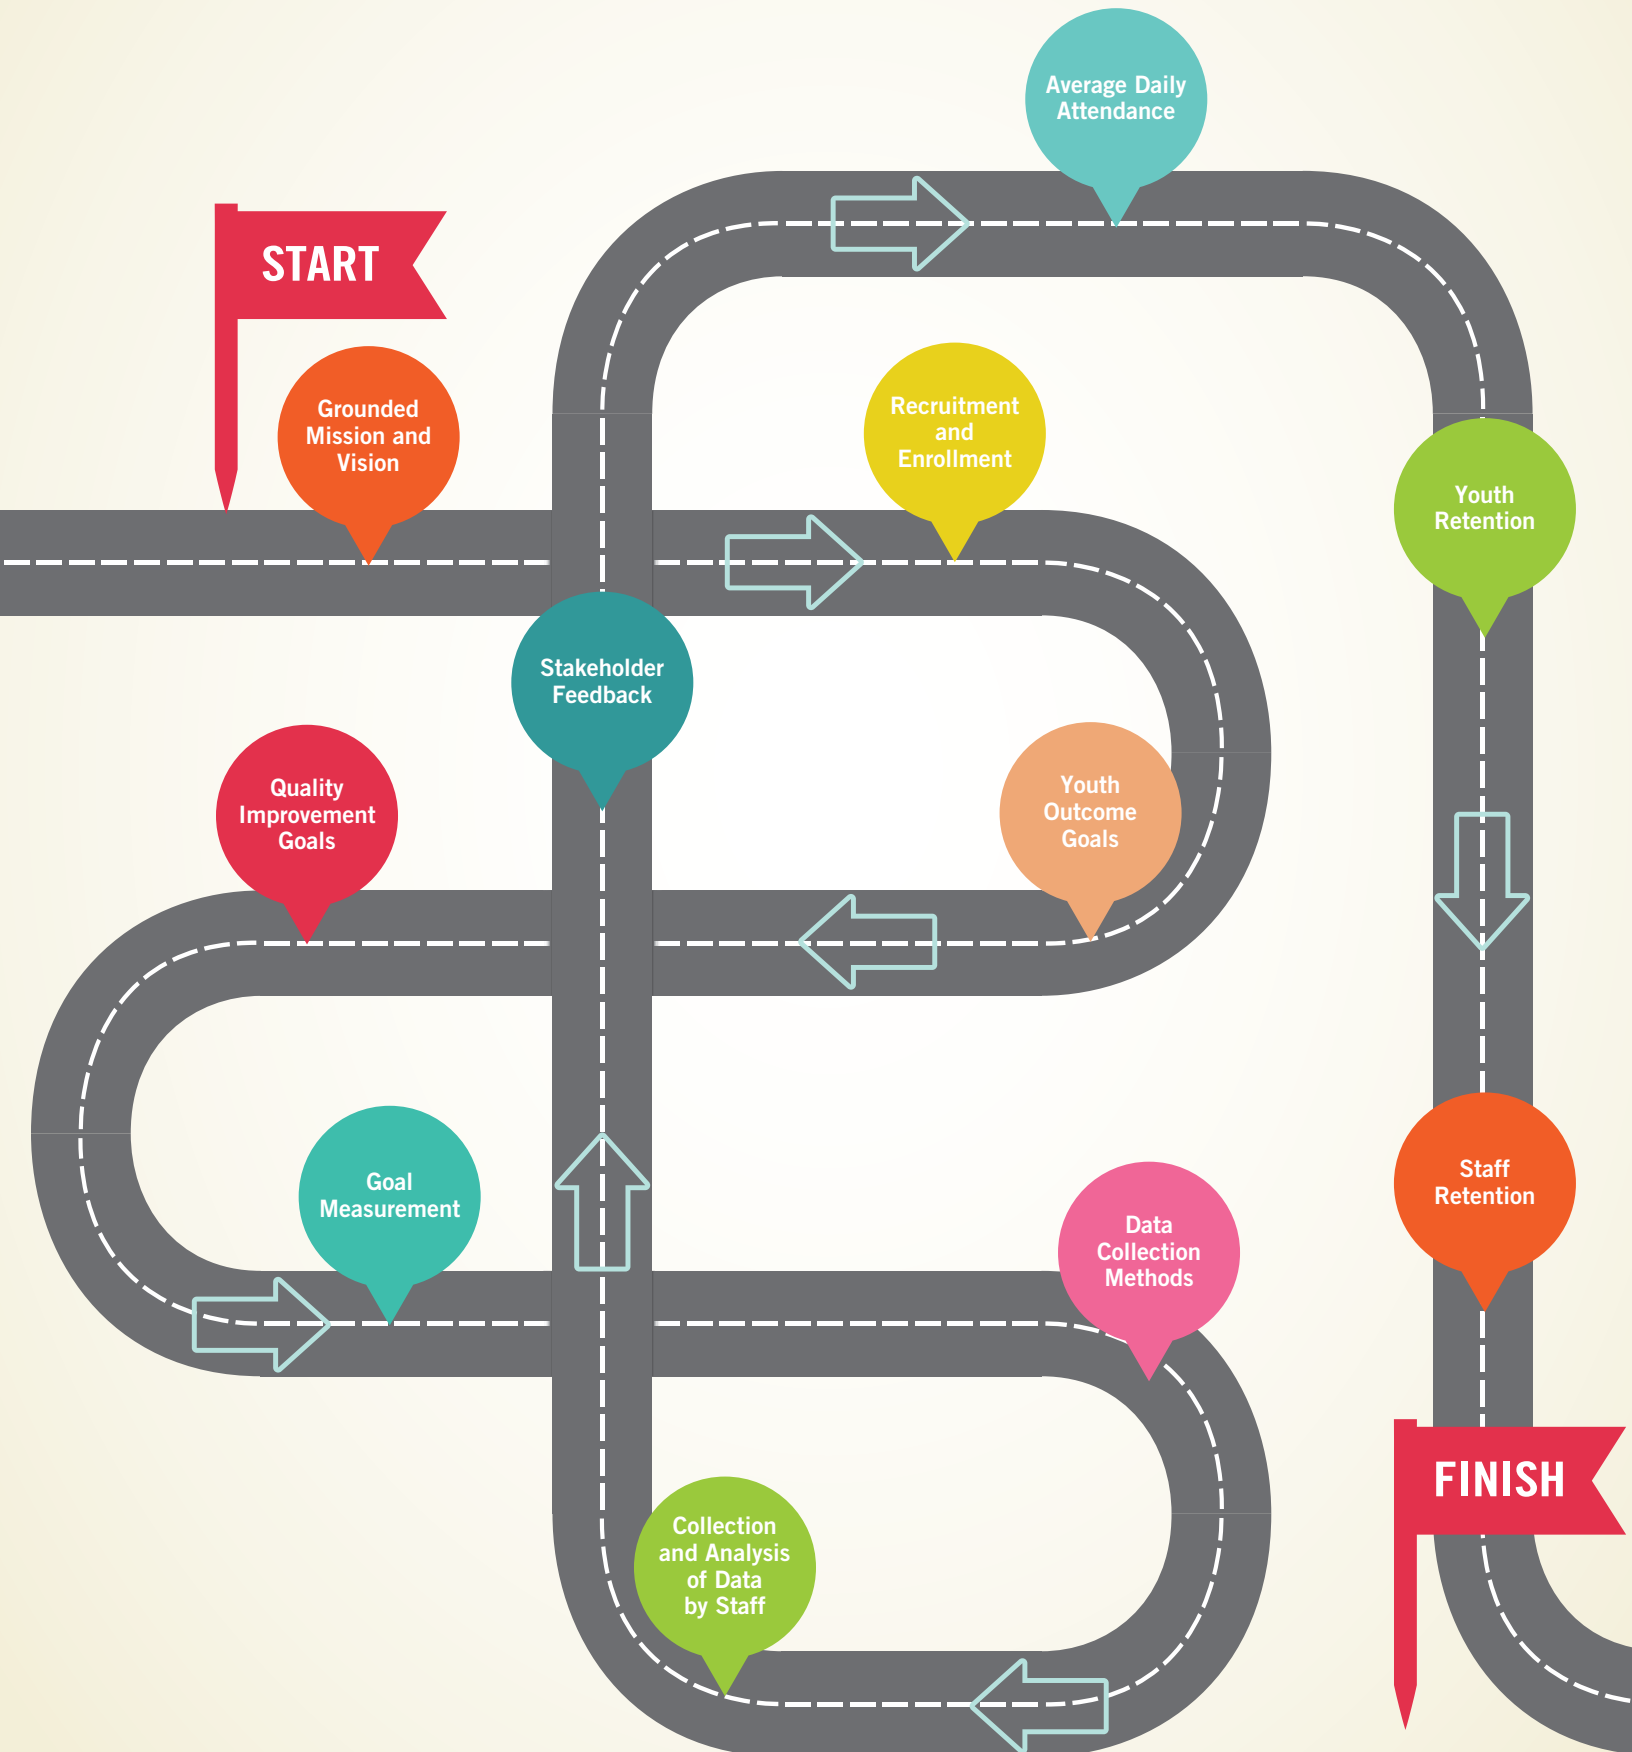 START
Grounded
Mission and
Vision
Recruitment
and
Enrollment
Youth
Outcome
Goals
Quality
Improvement
Goals
Goal
Measurement
Data
Collection
Methods
Collection
and Analysis
of Data
by Staff
Stakeholder
Feedback
Average Daily
Attendance
Youth
Retention
Staff
Retention
FINISH